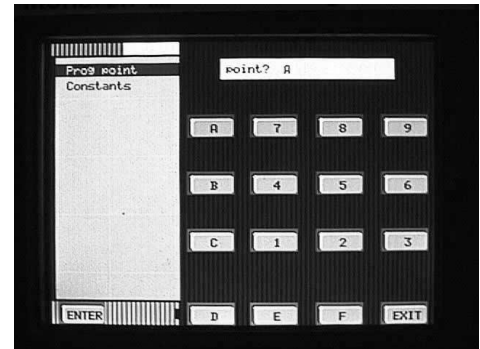 Prog point
Constants
point? A
A 7 8 9
B 4 5 6
C 1 2 3
ENTER D E F EXIT